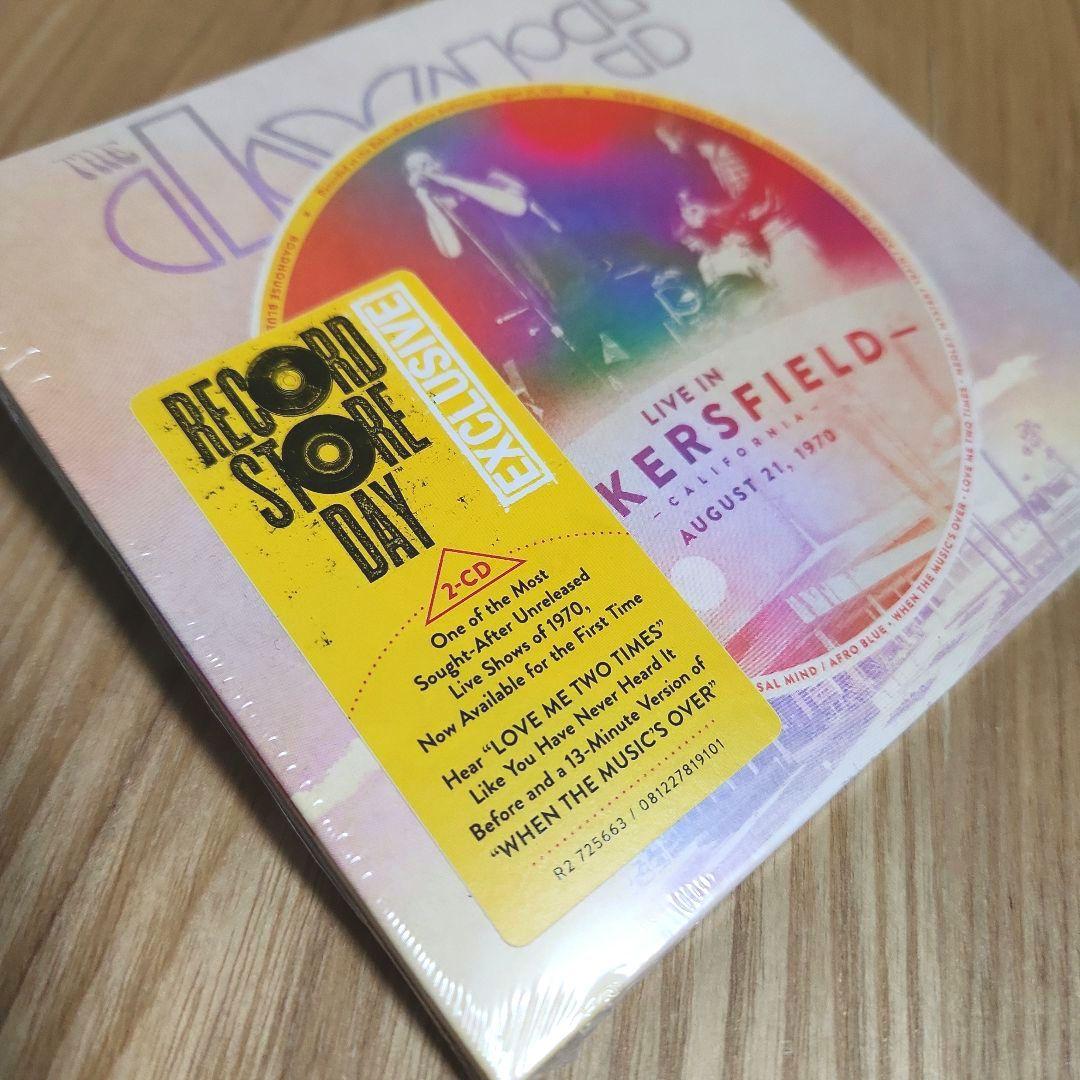 THE
LIVE IN
KERSFIELD –
– CALIFORNIA –
AUGUST 21, 1970
ROADHOUSE BLUE
SAL MIND / AFRO BLUE • WHEN THE MUSIC'S OVER • LOVE ME TWO TIMES •
RECORD
STORE
DAY
EXCLUSIVE
2-CD
One of the Most
Sought-After Unreleased
Live Shows of 1970,
Now Available for the First Time
Hear “LOVE ME TWO TIMES”
Like You Have Never Heard It
Before and a 13-Minute Version of
“WHEN THE MUSIC’S OVER”
R2 725663 / 081227819101